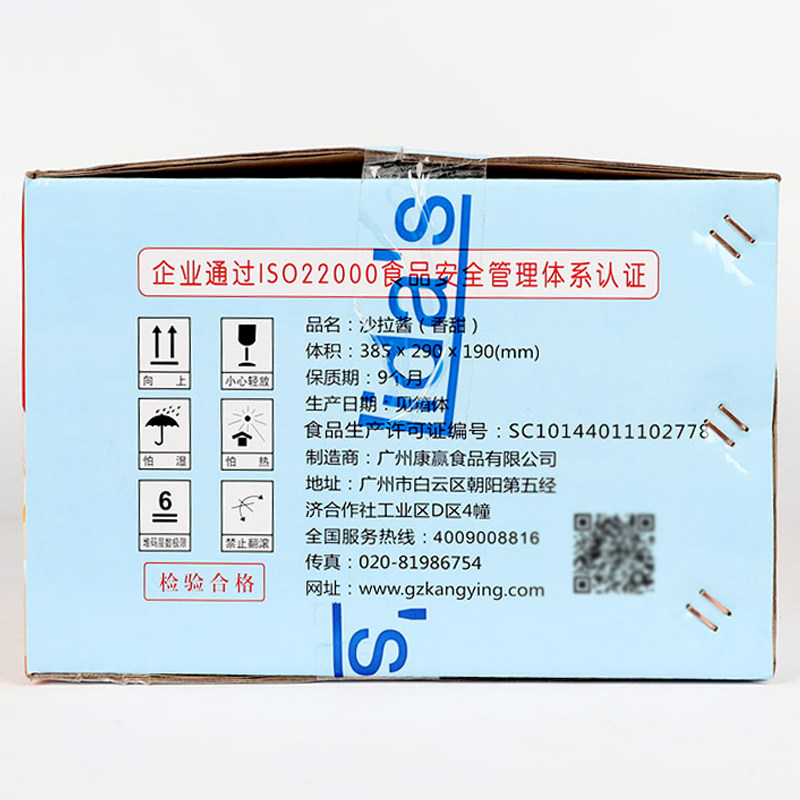 企业通过ISO22000食品安全管理体系认证
品名：沙拉酱（香甜）
体积：385 x 290 x 190(mm)
保质期：9个月
生产日期：见箱体
食品生产许可证编号：SC10144011102778
制造商：广州康赢食品有限公司
地址：广州市白云区朝阳第五经
济合作社工业区D区4幢
全国服务热线：4009008816
传真：020-81986754
网址：www.gzkangying.com
向上
小心轻放
怕湿
怕热
6
堆码层数极限
禁止翻滚
检验合格
lida's
's